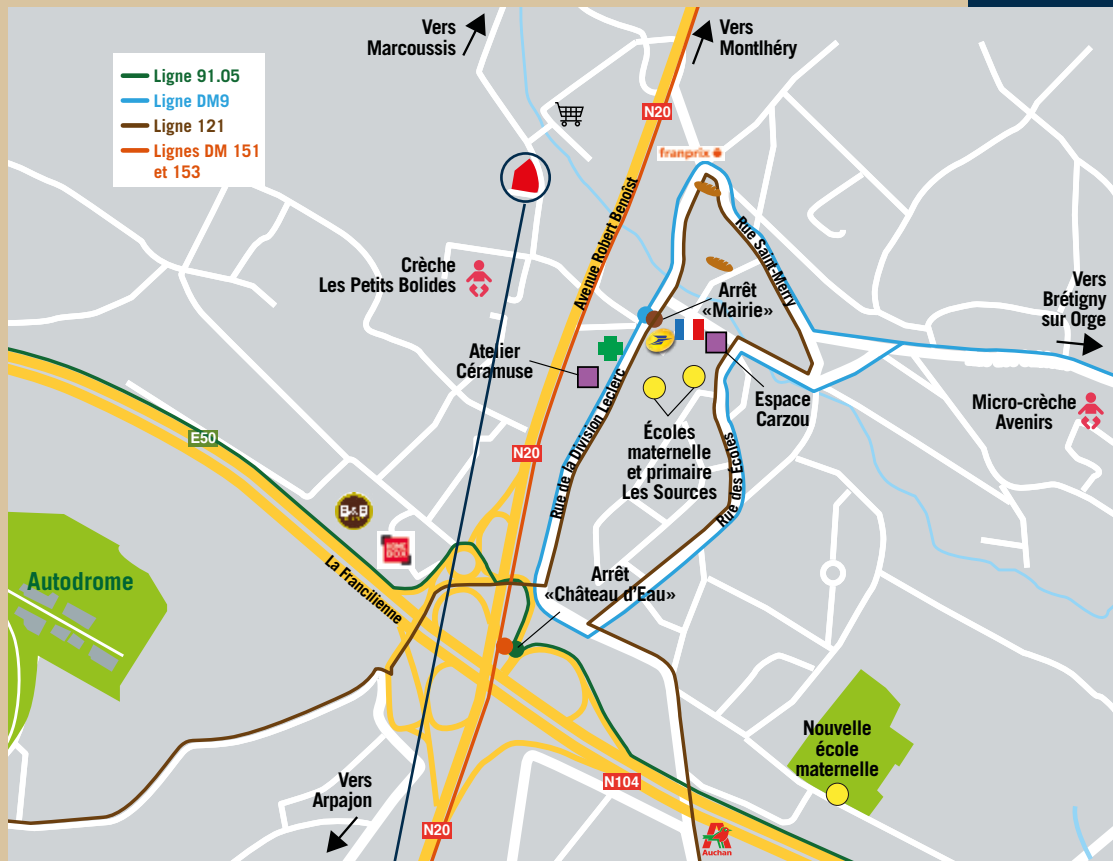 Vers
Marcoussis
Vers
Montlhéry
Ligne 91.05
Ligne DM9
Ligne 121
Lignes DM 151
et 153
N20
franprix
Avenue Robert Benoîst
Rue Saint-Merry
Crèche
Les Petits Bolides
Arrêt
«Mairie»
Vers
Brétigny
sur Orge
Atelier
Céramuse
Espace
Carzou
Micro-crèche
Avenirs
E50
N20
Rue de la Division Leclerc
Écoles
maternelle
et primaire
Les Sources
Rue des Écoles
B&B
HOME
BOX
La Francilienne
Autodrome
Arrêt
«Château d'Eau»
Nouvelle
école
maternelle
Vers
Arpajon
N104
N20
Auchan